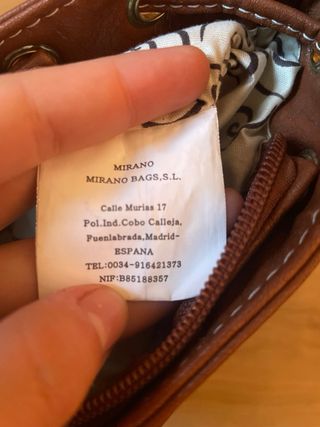 MIRANO
MIRANO BAGS,S.L.
Calle Murias 17
Pol.Ind.Cobo Calleja,
Fuenlabrada,Madrid-
ESPANA
TEL:0034-916421373
NIF:B85188357